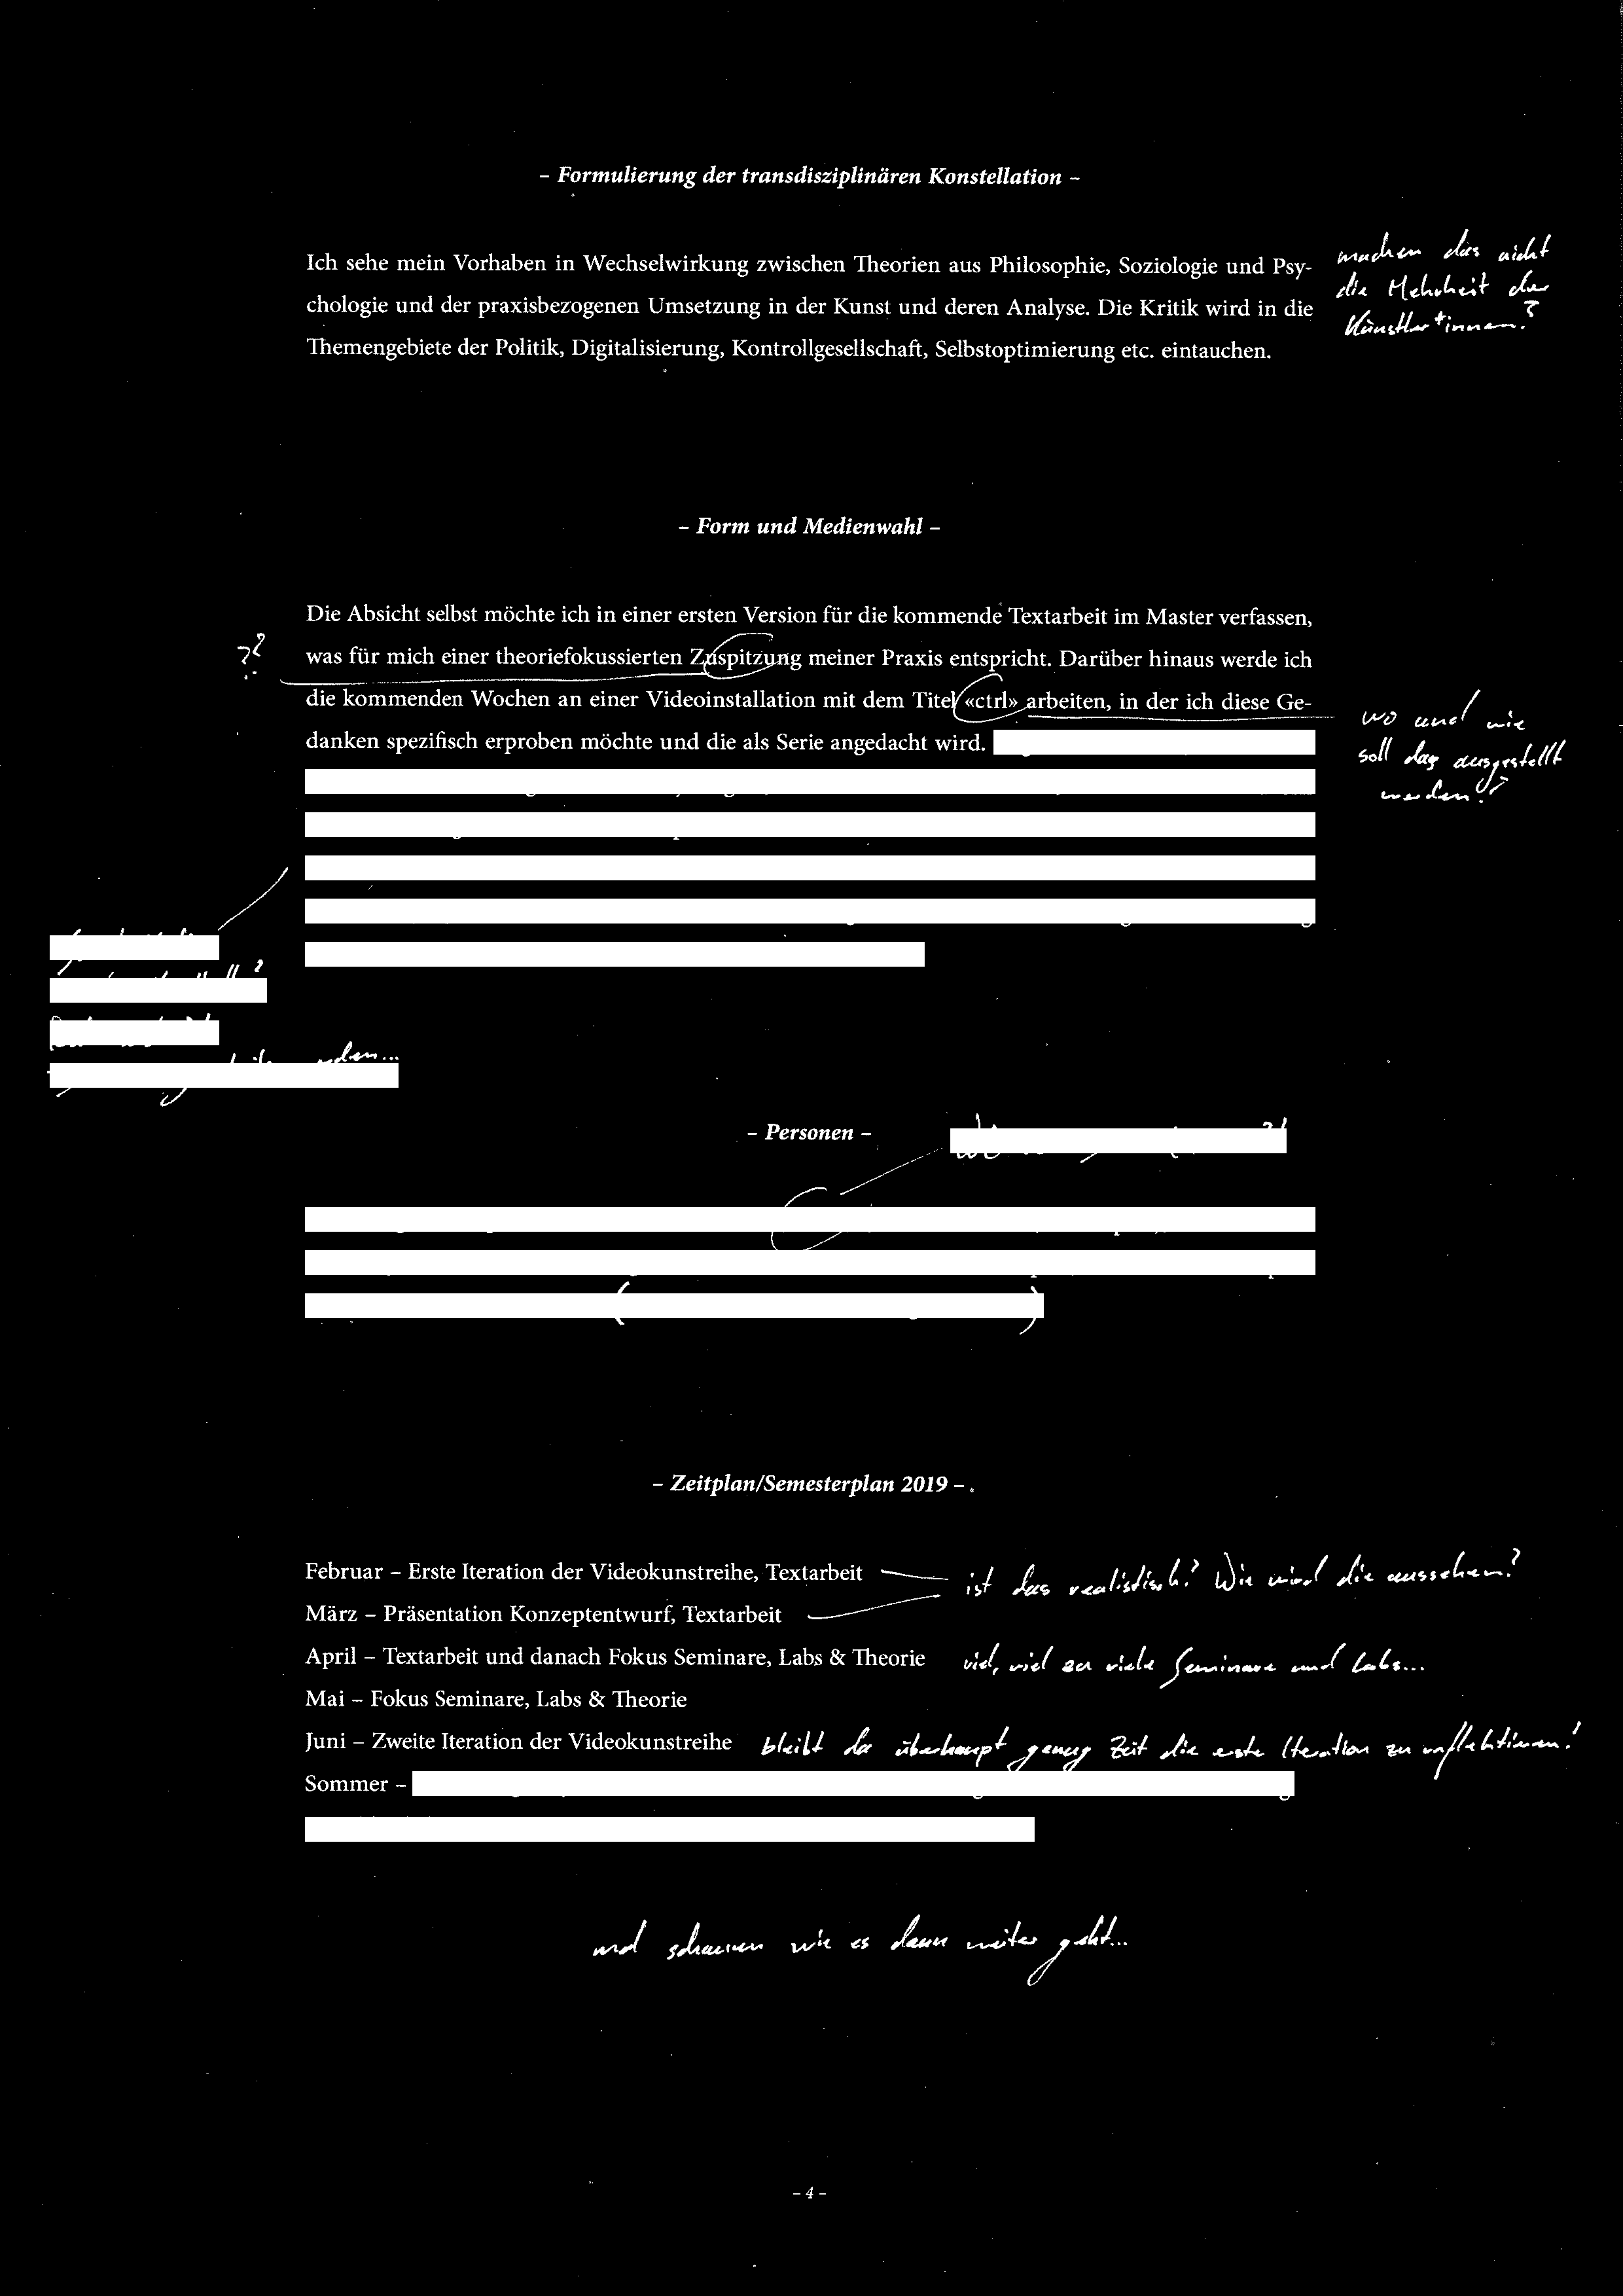 – Formulierung der transdisziplinären Konstellation –
Ich sehe mein Vorhaben in Wechselwirkung zwischen Theorien aus Philosophie, Soziologie und Psy-
chologie und der praxisbezogenen Umsetzung in der Kunst und deren Analyse. Die Kritik wird in die
Themengebiete der Politik, Digitalisierung, Kontrollgesellschaft, Selbstoptimierung etc. eintauchen.
machen das nicht
die Mehrheit der
Künstler*innen?
– Form und Medienwahl –
Die Absicht selbst möchte ich in einer ersten Version für die kommende Textarbeit im Master verfassen,
??
was für mich einer theoriefokussierten Zuspitzung meiner Praxis entspricht. Darüber hinaus werde ich
die kommenden Wochen an einer Videoinstallation mit dem Titel «ctrl» arbeiten, in der ich diese Ge-
danken spezifisch erproben möchte und die als Serie angedacht wird.
wo und wie
soll das ausgestellt
werden!?
– Personen –
– Zeitplan/Semesterplan 2019 –
Februar – Erste Iteration der Videokunstreihe, Textarbeit
ist das realistisch? Wie wird die aussehen?
März – Präsentation Konzeptentwurf, Textarbeit
April – Textarbeit und danach Fokus Seminare, Labs & Theorie
viel, viel zu viele Seminare und Labs...
Mai – Fokus Seminare, Labs & Theorie
Juni – Zweite Iteration der Videokunstreihe
bleibt da überhaupt genug Zeit die erste Iteration zu reflektieren!
Sommer –
mal schauen wie es dann weiter geht...
– 4 –